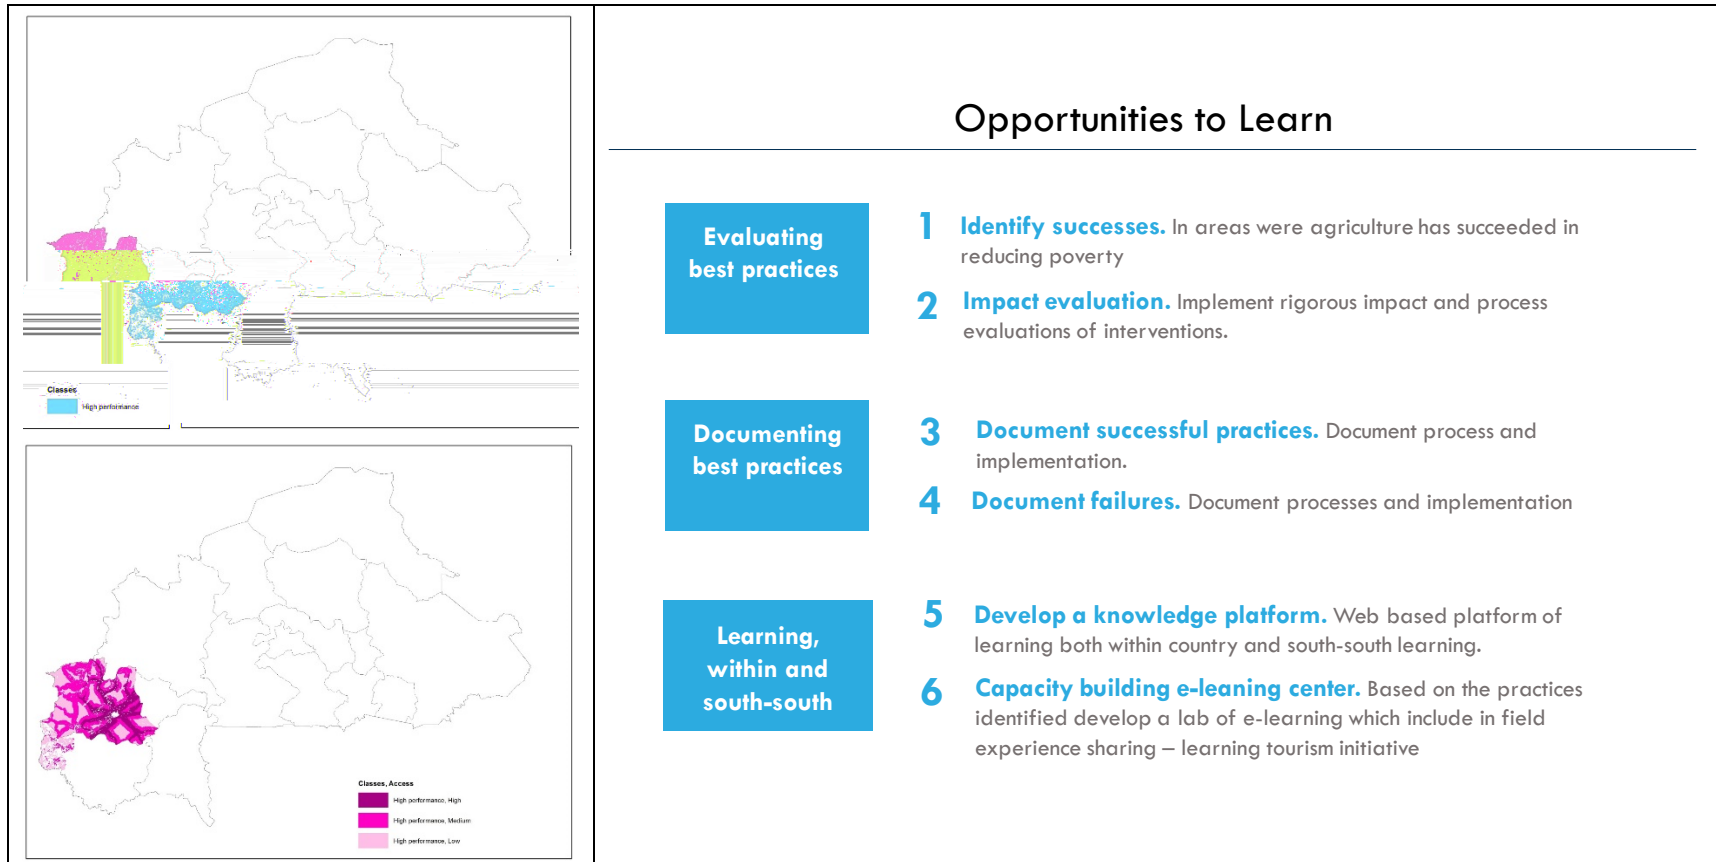 Classes
High performance
Classes, Access
High performance, High
High performance, Medium
High performance, Low
Opportunities to Learn
Evaluating
best practices
1 Identify successes. In areas were agriculture has succeeded in
reducing poverty
2 Impact evaluation. Implement rigorous impact and process
evaluations of interventions.
Documenting
best practices
3 Document successful practices. Document process and
implementation.
4 Document failures. Document processes and implementation
Learning,
within and
south-south
5 Develop a knowledge platform. Web based platform of
learning both within country and south-south learning.
6 Capacity building e-leaning center. Based on the practices
identified develop a lab of e-learning which include in field
experience sharing – learning tourism initiative